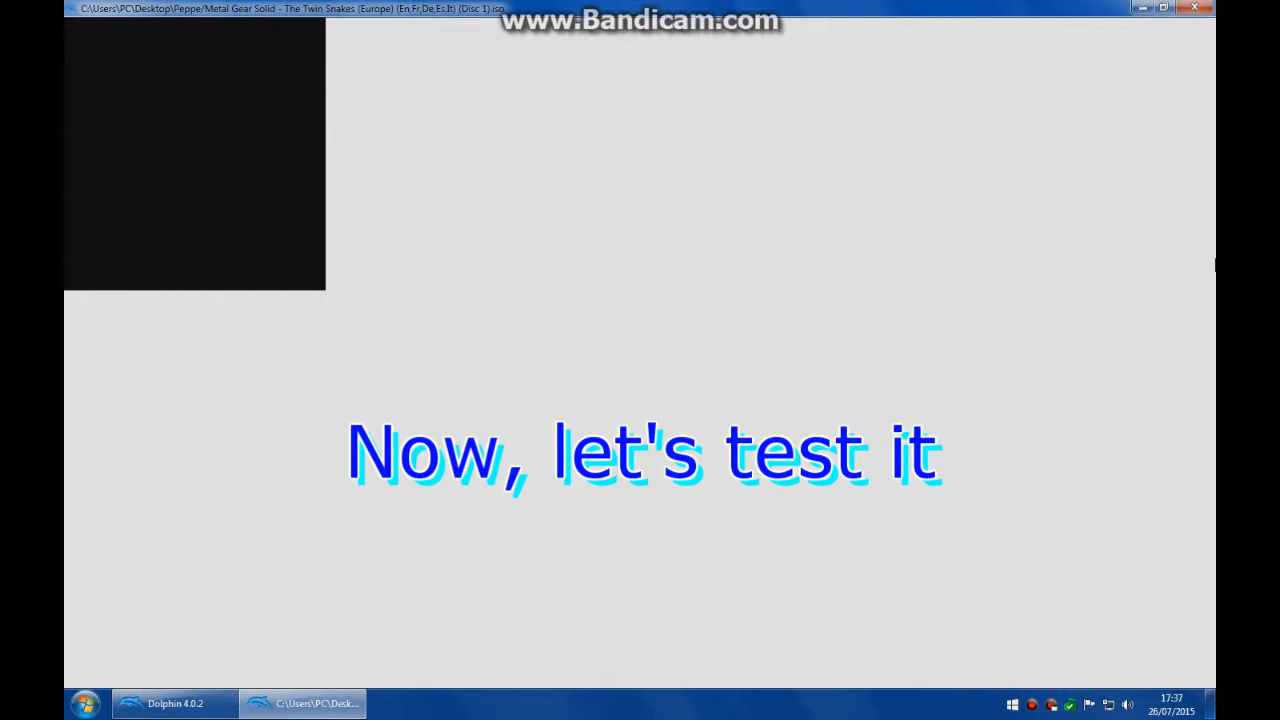 C:\Users\PC\Desktop\Peppe/Metal Gear Solid - The Twin Snakes (Europe) (En,Fr,De,Es,It) (Disc 1).iso
www.Bandicam.com
Now, let's test it
Dolphin 4.0.2
C:\Users\PC\Desk...
17:37
26/07/2015